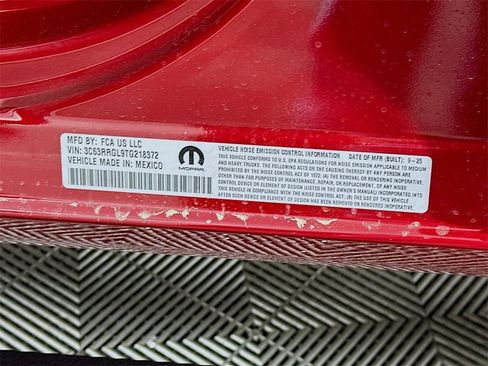 MFD BY: FCA US LLC
VIN: 3C63RRGL9TG218372
VEHICLE MADE IN: MEXICO
MOPAR
VEHICLE NOISE EMISSION CONTROL INFORMATION DATE OF MFR (BUILT): 9-25
THIS VEHICLE CONFORMS TO U.S. EPA REGULATIONS FOR NOISE EMISSION APPLICABLE TO MEDIUM
AND HEAVY TRUCKS. THE FOLLOWING ACTS OR THE CAUSING THEREOF BY ANY PERSON
ARE PROHIBITED BY THE NOISE CONTROL ACT OF 1972: (A) THE REMOVAL OR RENDERING INOPERATIVE,
OTHER THAN FOR PURPOSES OF MAINTENANCE, REPAIR, OR REPLACEMENT, OF ANY NOISE CONTROL
DEVICE OR ELEMENT OF DESIGN (LISTED IN THE OWNER'S MANUAL) INCORPORATED INTO
THIS VEHICLE IN COMPLIANCE WITH THE NOISE CONTROL ACT; (B) THE USE OF THIS VEHICLE
AFTER SUCH DEVICE OR ELEMENT OF DESIGN HAS BEEN REMOVED OR RENDERED INOPERATIVE.